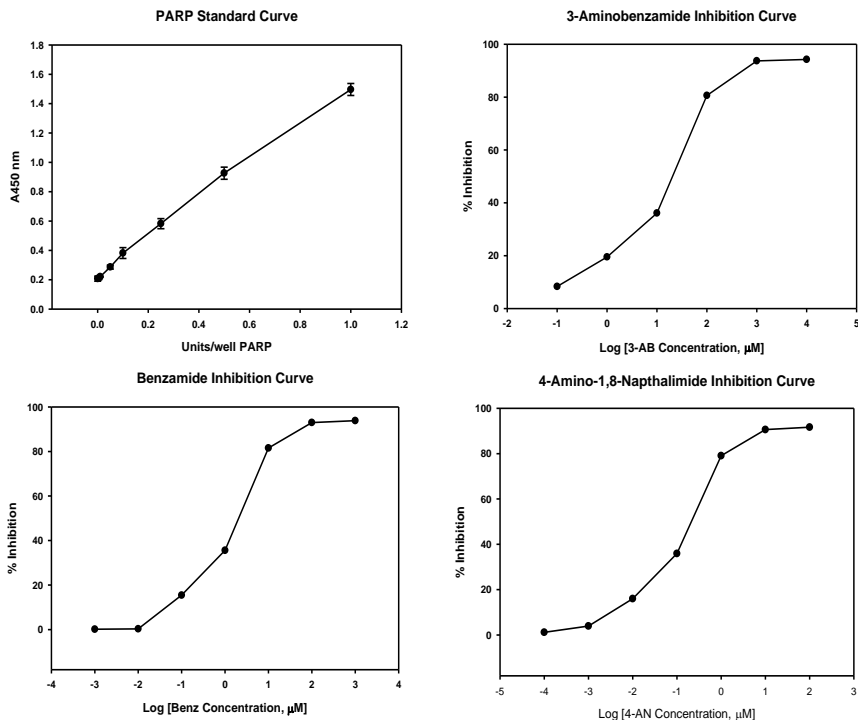 PARP Standard Curve
1.8
1.6
1.4
1.2
1.0
0.8
0.6
0.4
0.2
0.0
A450 nm
0.0 0.2 0.4 0.6 0.8 1.0 1.2
Units/well PARP
3-Aminobenzamide Inhibition Curve
100
80
60
40
20
0
% Inhibition
-2 -1 0 1 2 3 4 5
Log [3-AB Concentration, μM]
Benzamide Inhibition Curve
100
80
60
40
20
0
% Inhibition
-4 -3 -2 -1 0 1 2 3 4
Log [Benz Concentration, μM]
4-Amino-1,8-Napthalimide Inhibition Curve
100
80
60
40
20
0
% Inhibition
-5 -4 -3 -2 -1 0 1 2 3
Log [4-AN Concentration, μM]